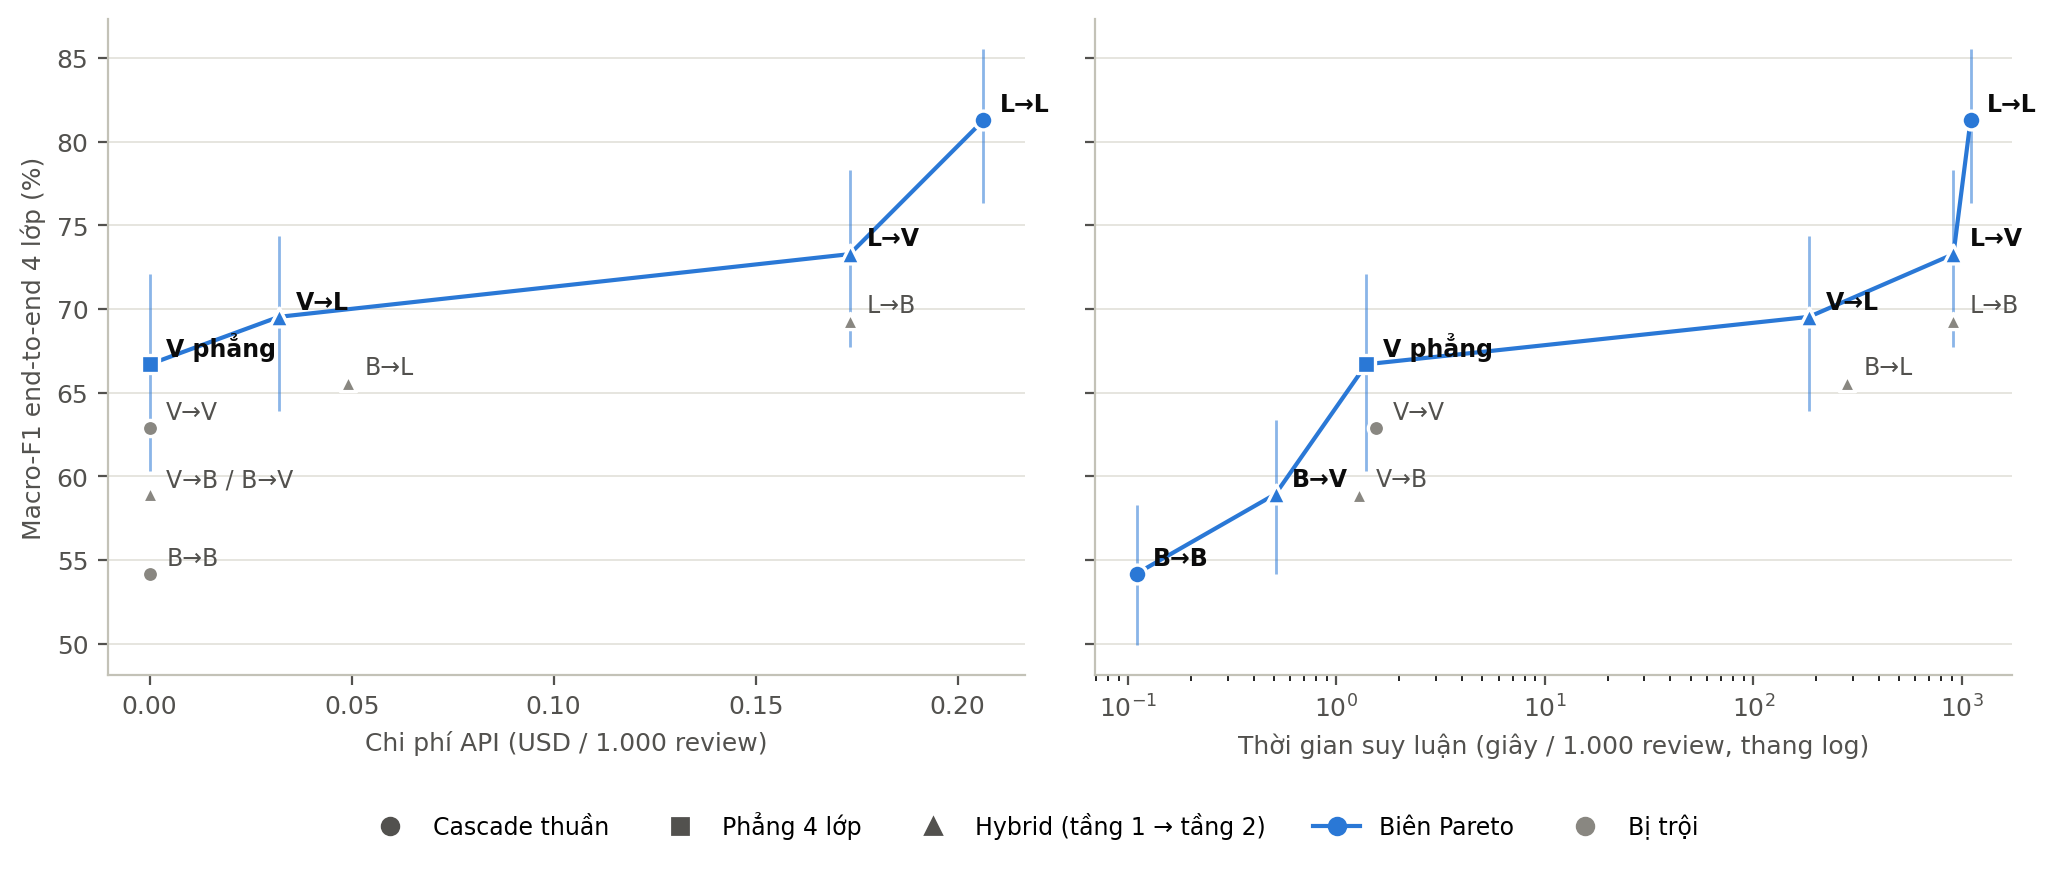 Macro-F1 end-to-end 4 lớp (%)
85
80
75
70
65
60
55
50
L→L
L→V
L→B
V→L
V phẳng
B→L
V→V
V→B / B→V
B→B
0.00
0.05
0.10
0.15
0.20
Chi phí API (USD / 1.000 review)
L→L
L→V
L→B
V→L
V phẳng
B→L
V→V
B→V
V→B
B→B
10⁻¹
10⁰
10¹
10²
10³
Thời gian suy luận (giây / 1.000 review, thang log)
Cascade thuần
Phẳng 4 lớp
Hybrid (tầng 1 → tầng 2)
Biên Pareto
Bị trội